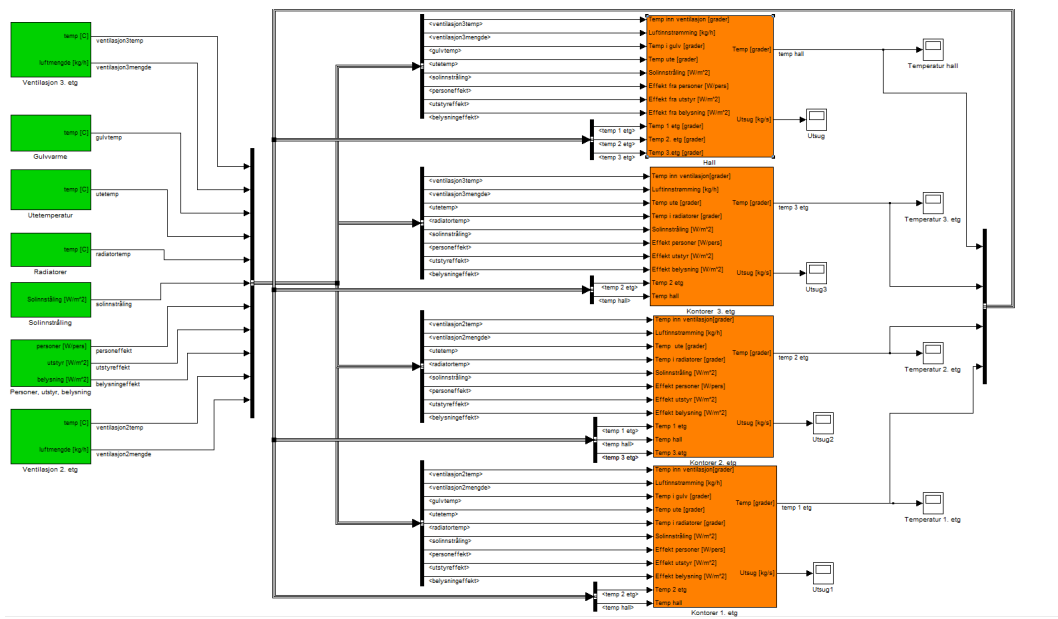 temp [C]
ventilasjon3temp
luftmengde [kg/h]
ventilasjon3mengde
Ventilasjon 3. etg
temp [C]
gulvtemp
Gulvvarme
temp [C]
utetemp
Utetemperatur
temp [C]
radiatortemp
Radiatorer
Solinnståling [W/m^2]
solinnstråling
Solinnstråling
personer [W/pers]
personeffekt
utstyr [W/m^2]
utstyreffekt
belysning [W/m^2]
belysningeffekt
Personer, utstyr, belysning
temp [C]
ventilasjon2temp
luftmengde [kg/h]
ventilasjon2mengde
Ventilasjon 2. etg
<ventilasjon3temp>
<ventilasjon3mengde>
<gulvtemp>
<utetemp>
<solinnstråling>
<personeffekt>
<utstyreffekt>
<belysningeffekt>
<temp 1 etg>
<temp 2 etg>
<temp 3 etg>
Temp inn ventilasjon [grader]
Luftinnstrømming [kg/h]
Temp i gulv [grader]
Temp ute [grader]
Solinnstråling [W/m^2]
Effekt fra personer [W/pers]
Effekt fra utstyr [W/m^2]
Effekt fra belysning [W/m^2]
Temp 1 etg [grader]
Temp 2. etg [grader]
Temp 3.etg [grader]
Temp [grader]
Utsug [kg/s]
Hall
temp hall
Temperatur hall
Utsug
<ventilasjon3temp>
<ventilasjon3mengde>
<utetemp>
<radiatortemp>
<solinnstråling>
<personeffekt>
<utstyreffekt>
<belysningeffekt>
<temp 2 etg>
<temp hall>
Temp inn ventilasjon[grader]
Luftinnstrømming [kg/h]
Temp ute [grader]
Temp i radiatorer [grader]
Solinnstråling [W/m^2]
Effekt personer [W/pers]
Effekt utstyr [W/m^2]
Effekt belysning [W/m^2]
Temp 2 etg
Temp hall
Temp [grader]
Utsug [kg/s]
Kontorer 3. etg
temp 3 etg
Temperatur 3. etg
Utsug3
<ventilasjon2temp>
<ventilasjon2mengde>
<utetemp>
<radiatortemp>
<solinnstråling>
<personeffekt>
<utstyreffekt>
<belysningeffekt>
<temp 1 etg>
<temp hall>
<temp 3 etg>
Temp inn ventilasjon[grader]
Luftinnstrømming [kg/h]
Temp ute [grader]
Temp i radiatorer [grader]
Solinnstråling [W/m^2]
Effekt personer [W/pers]
Effekt utstyr [W/m^2]
Effekt belysning [W/m^2]
Temp 1 etg
Temp hall
Temp 3.etg
Temp [grader]
Utsug [kg/s]
Kontorer 2. etg
temp 2 etg
Temperatur 2. etg
Utsug2
<ventilasjon2temp>
<ventilasjon2mengde>
<gulvtemp>
<utetemp>
<radiatortemp>
<solinnstråling>
<personeffekt>
<utstyreffekt>
<belysningeffekt>
<temp 2 etg>
<temp hall>
Temp inn ventilasjon[grader]
Luftinnstrømming [kg/h]
Temp i gulv [grader]
Temp ute [grader]
Temp i radiatorer [grader]
Solinnstråling [W/m^2]
Effekt personer [W/pers]
Effekt utstyr [W/m^2]
Effekt belysning [W/m^2]
Temp 2 etg
Temp hall
Temp [grader]
Utsug [kg/s]
Kontorer 1. etg
temp 1 etg
Temperatur 1. etg
Utsug1